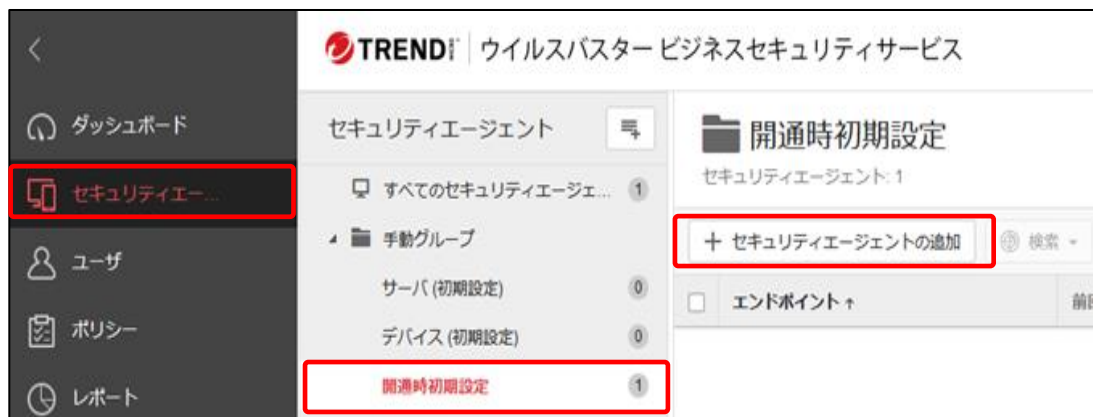 TREND ウイルスバスター ビジネスセキュリティサービス
ダッシュボード
セキュリティエー...
ユーザ
ポリシー
レポート
セキュリティエージェント
すべてのセキュリティエージェ... 1
手動グループ
サーバ (初期設定) 0
デバイス (初期設定) 0
開通時初期設定 1
開通時初期設定
セキュリティエージェント: 1
+ セキュリティエージェントの追加 検索
エンドポイント ↑